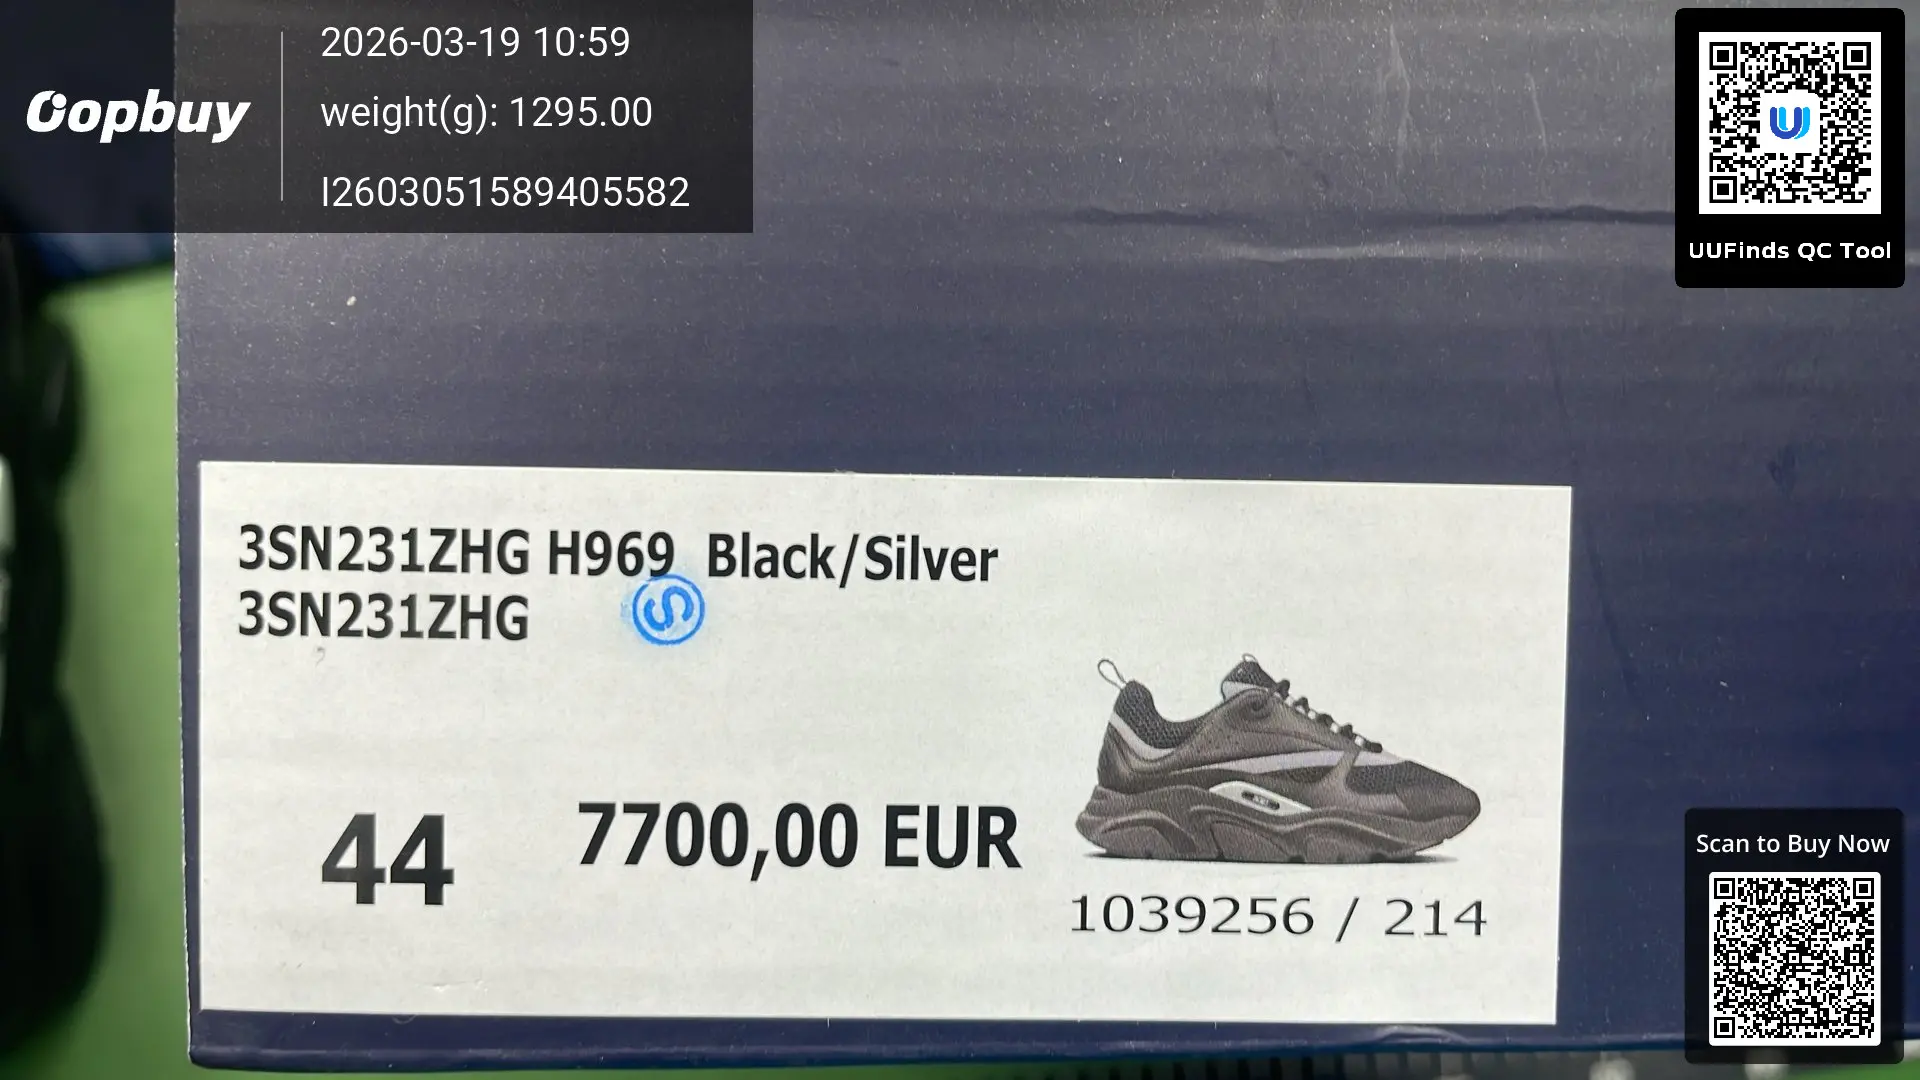 Oopbuy
2026-03-19 10:59
weight(g): 1295.00
I2603051589405582
UUFinds QC Tool
3SN231ZHG H969 Black/Silver
3SN231ZHG
S
44
7700,00 EUR
1039256 / 214
Scan to Buy Now